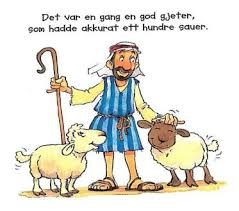 Det var en gang en god gjeter,
som hadde akkurat ett hundre sauer.